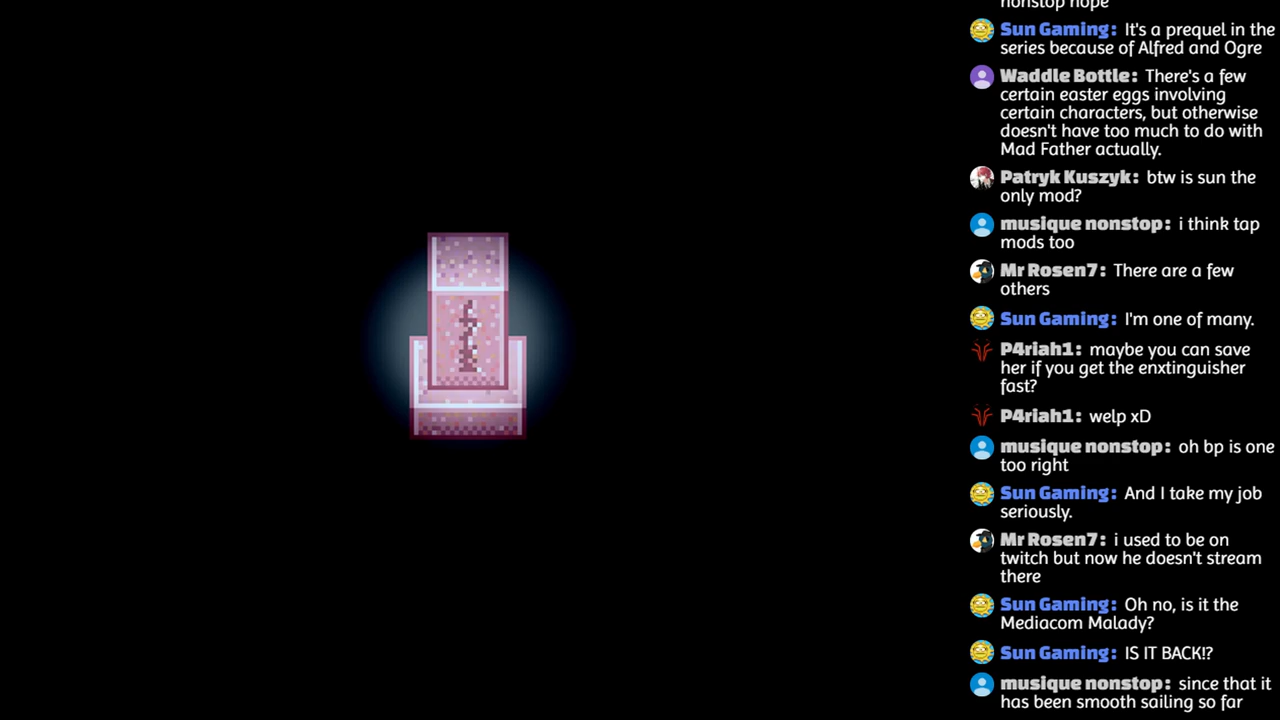 nonstop nope
Sun Gaming: It's a prequel in the
series because of Alfred and Ogre
Waddle Bottle: There's a few
certain easter eggs involving
certain characters, but otherwise
doesn't have too much to do with
Mad Father actually.
Patryk Kuszyk: btw is sun the
only mod?
musique nonstop: i think tap
mods too
Mr Rosen7: There are a few
others
Sun Gaming: I'm one of many.
P4riah1: maybe you can save
her if you get the enxtinguisher
fast?
P4riah1: welp xD
musique nonstop: oh bp is one
too right
Sun Gaming: And I take my job
seriously.
Mr Rosen7: i used to be on
twitch but now he doesn't stream
there
Sun Gaming: Oh no, is it the
Mediacom Malady?
Sun Gaming: IS IT BACK!?
musique nonstop: since that it
has been smooth sailing so far